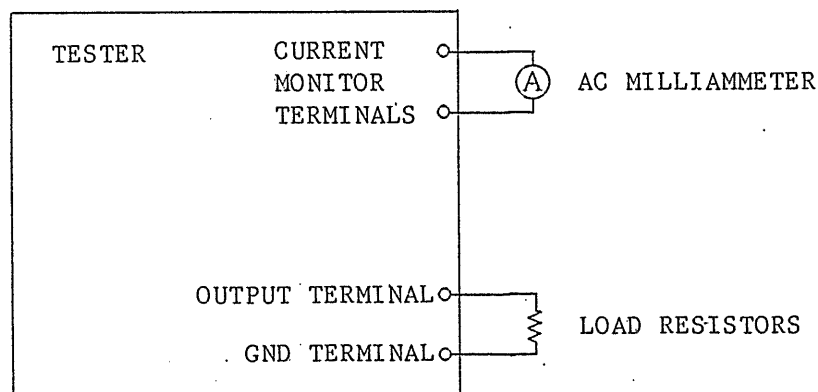 TESTER
CURRENT
MONITOR
TERMINALS
A
AC MILLIAMMETER
OUTPUT TERMINAL
GND TERMINAL
LOAD RESISTORS